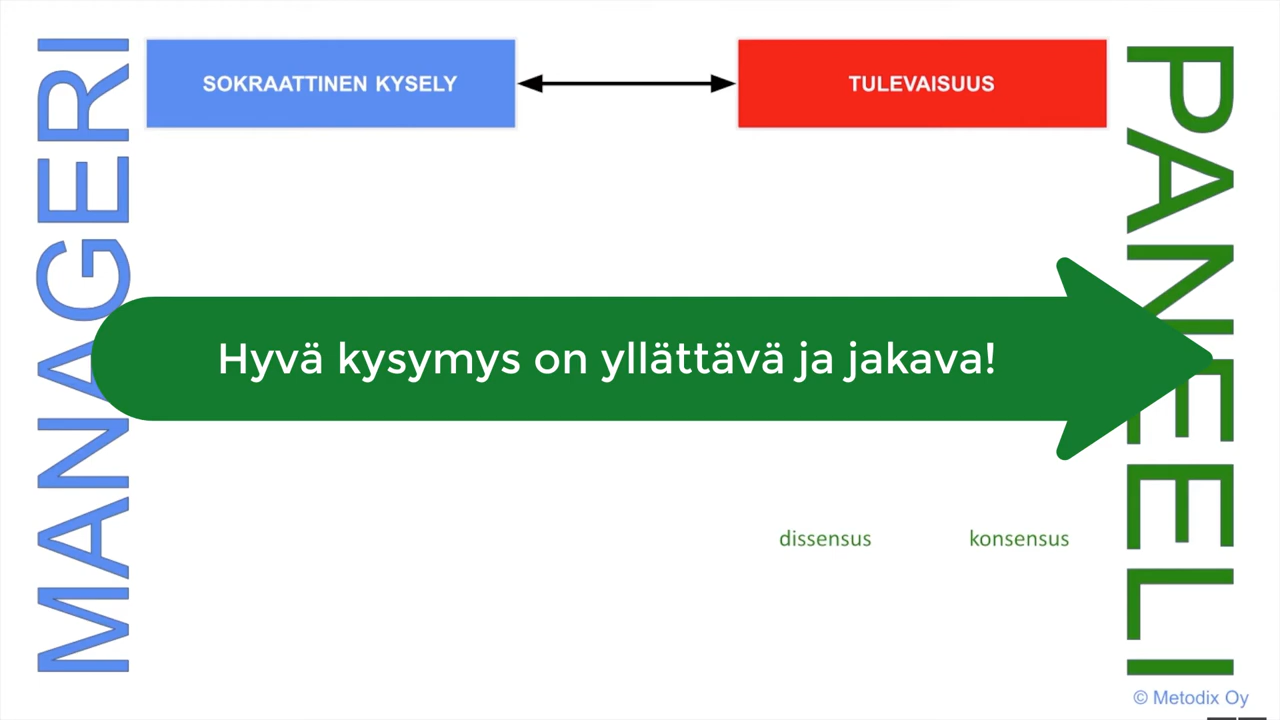 MANAGERI
SOKRAATTINEN KYSELY
TULEVAISUUS
PANEELI
Hyvä kysymys on yllättävä ja jakava!
dissensus
konsensus
© Metodix Oy